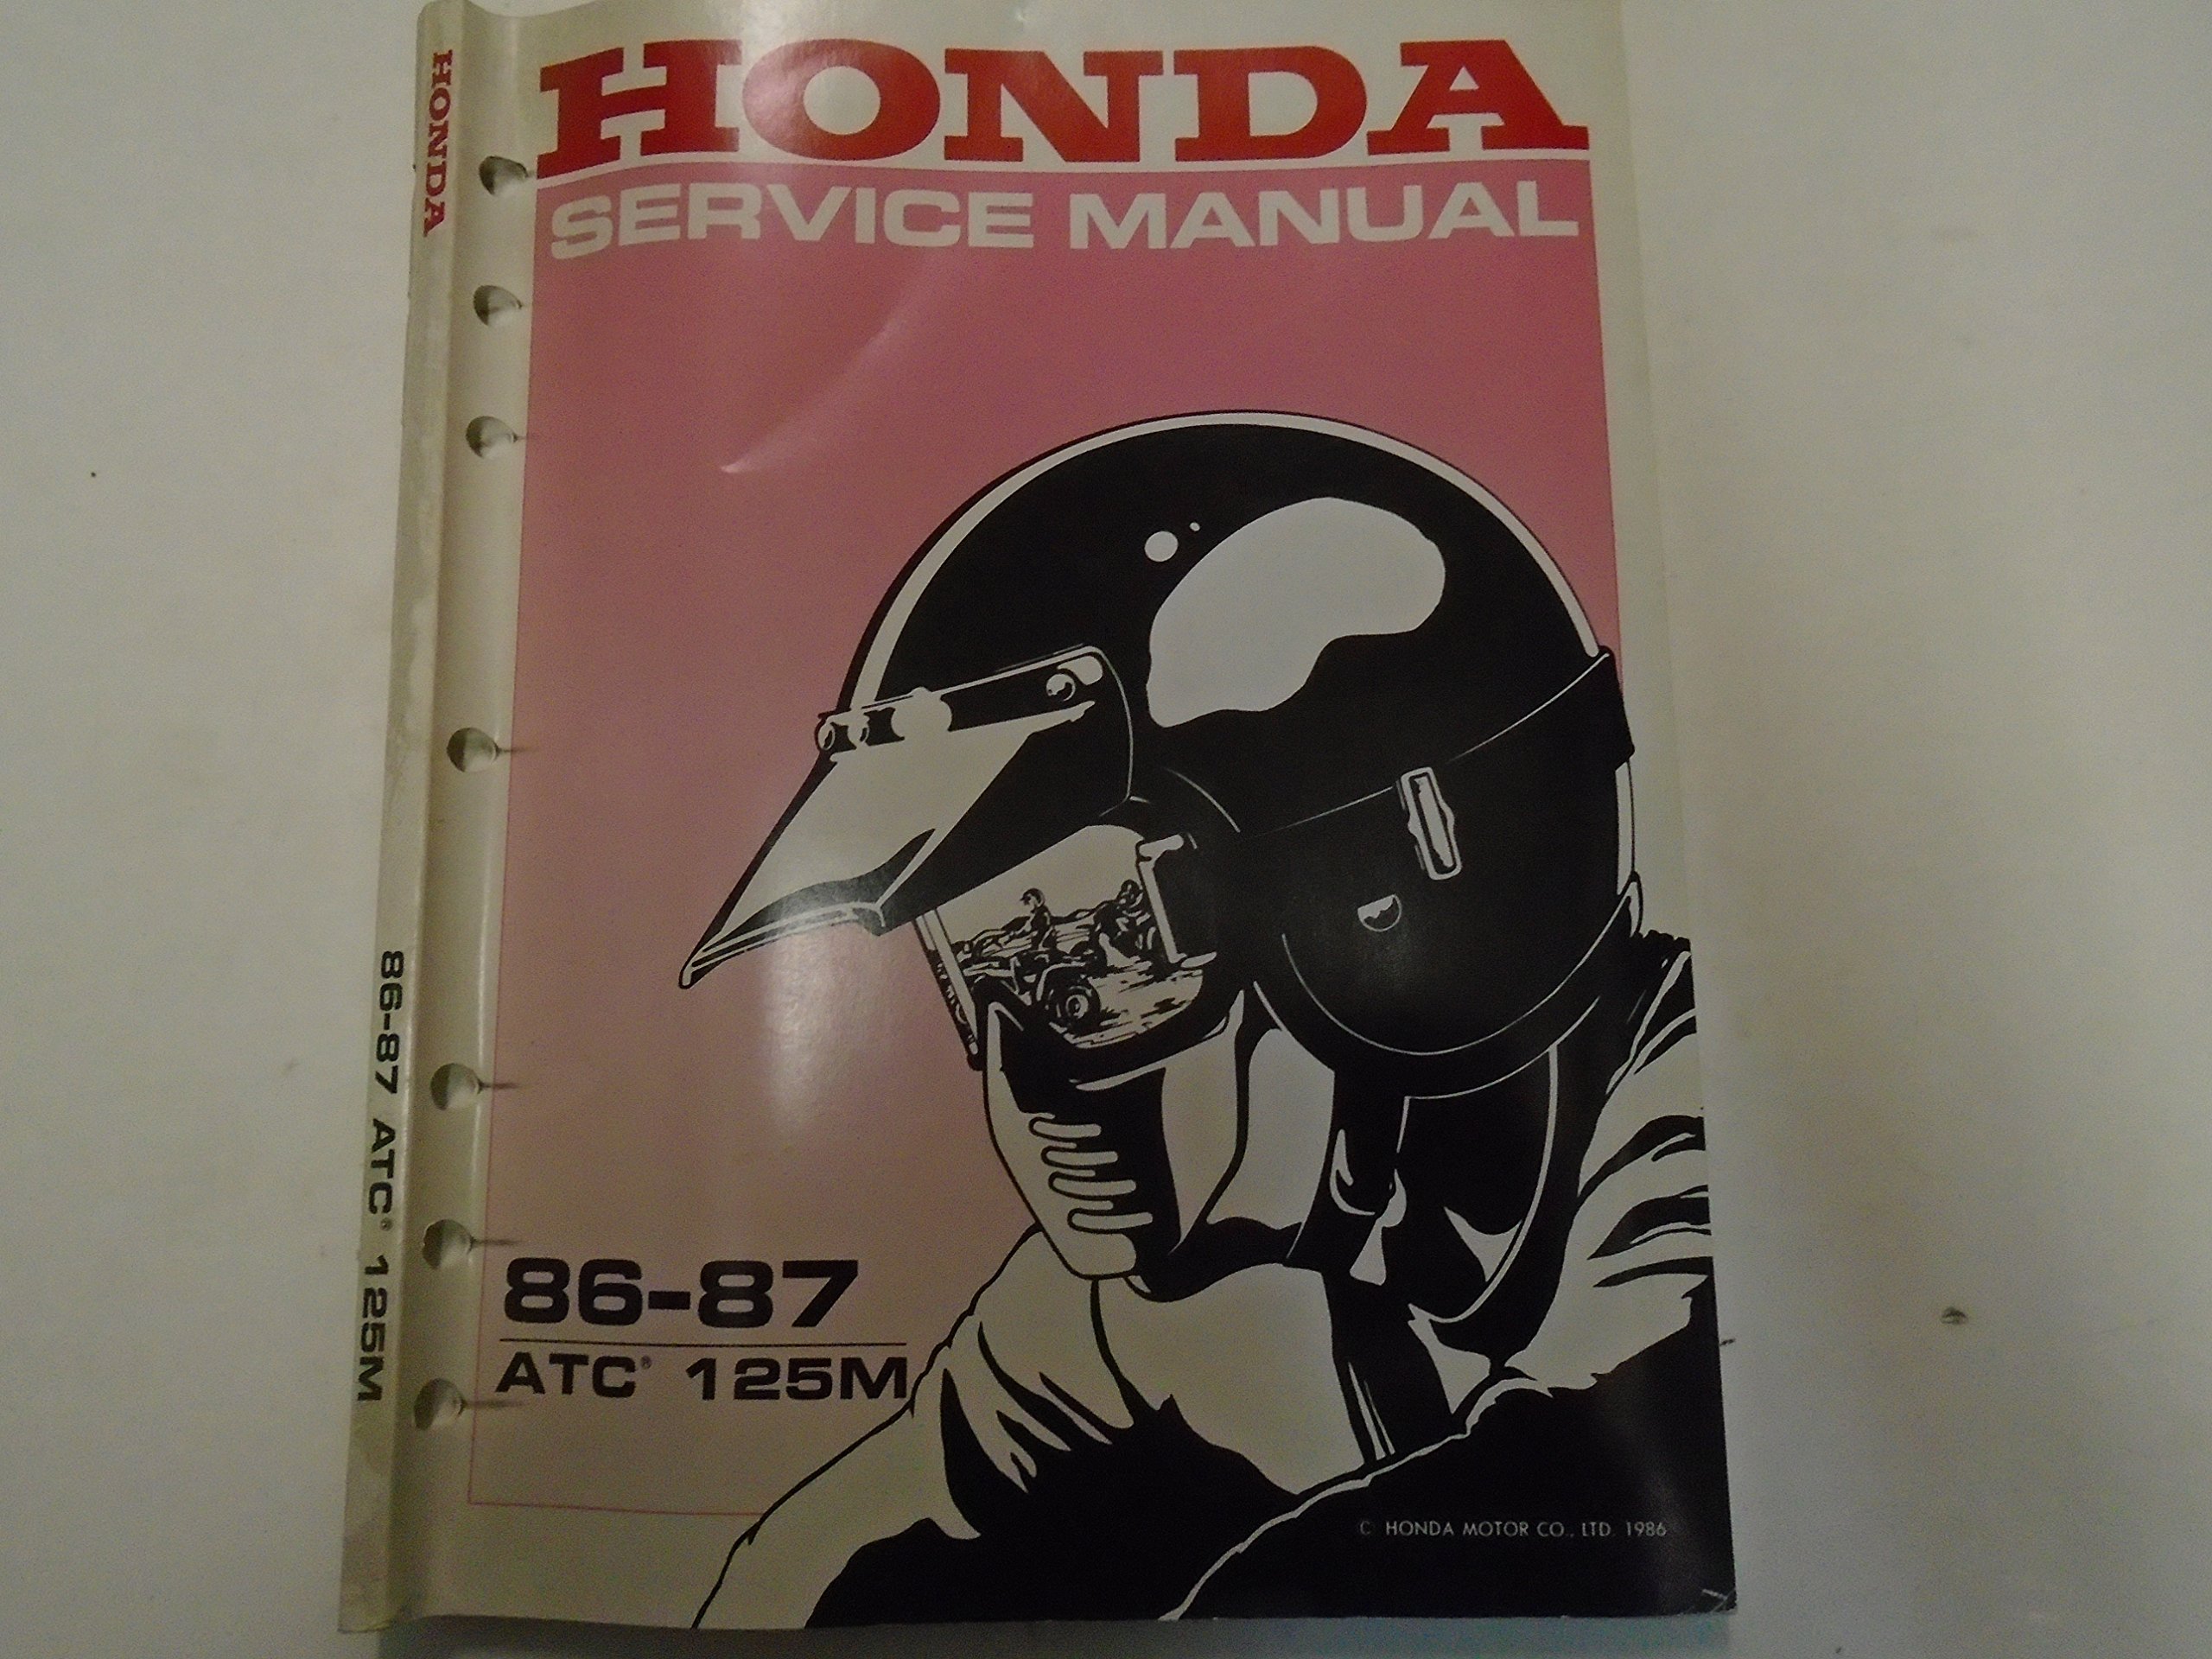 HONDA
86-87 ATC® 125M
HONDA
SERVICE MANUAL
86-87
ATC® 125M
© HONDA MOTOR CO., LTD. 1986